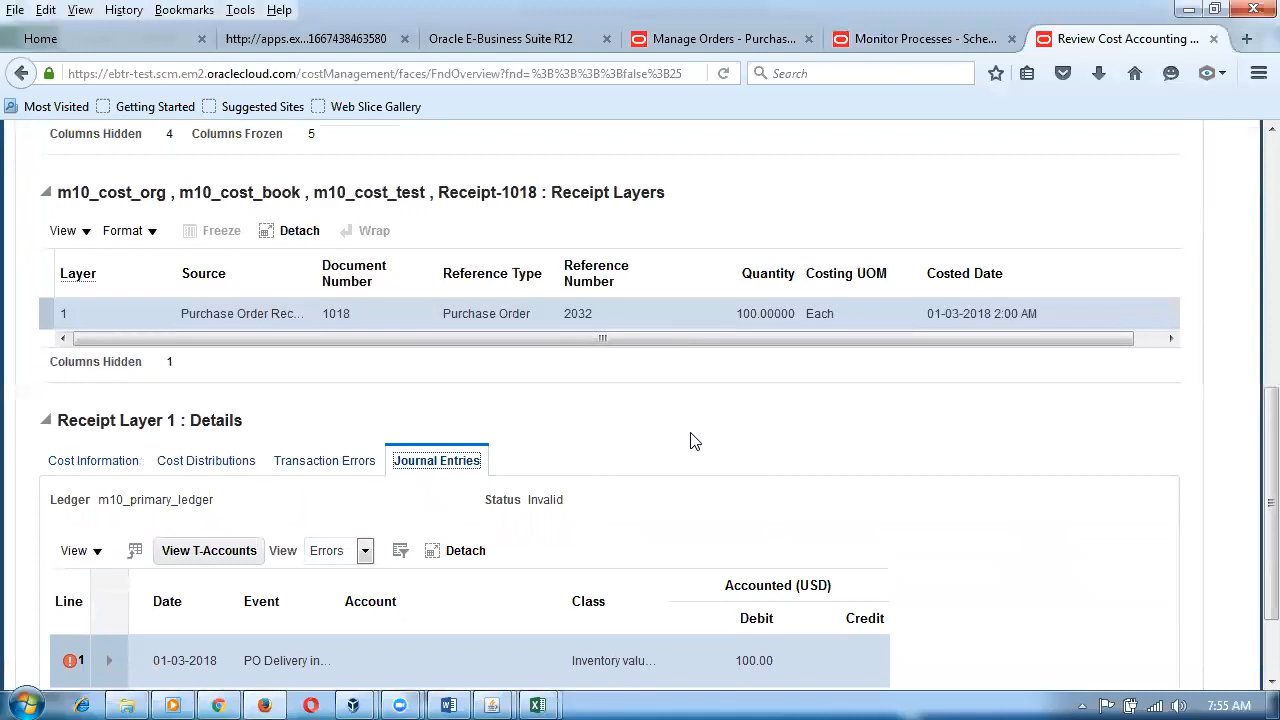 File Edit View History Bookmarks Tools Help
Home × http://apps.ex...1667438463580 × Oracle E-Business Suite R12 × Manage Orders - Purchas... × Monitor Processes - Sche... × Review Cost Accounting ... × +
https://ebtr-test.scm.em2.oraclecloud.com/costManagement/faces/FndOverview?fnd=%3B%3B%3B%3Bfalse%3B25 Search
Most Visited Getting Started Suggested Sites Web Slice Gallery
Columns Hidden 4 Columns Frozen 5
m10_cost_org , m10_cost_book , m10_cost_test , Receipt-1018 : Receipt Layers
View Format Freeze Detach Wrap
Layer Source Document Number Reference Type Reference Number Quantity Costing UOM Costed Date
1 Purchase Order Rec... 1018 Purchase Order 2032 100.00000 Each 01-03-2018 2:00 AM
Columns Hidden 1
Receipt Layer 1 : Details
Cost Information Cost Distributions Transaction Errors Journal Entries
Ledger m10_primary_ledger Status Invalid
View View T-Accounts View Errors Detach
Accounted (USD)
Line Date Event Account Class Debit Credit
1 01-03-2018 PO Delivery in... Inventory valu... 100.00
7:55 AM